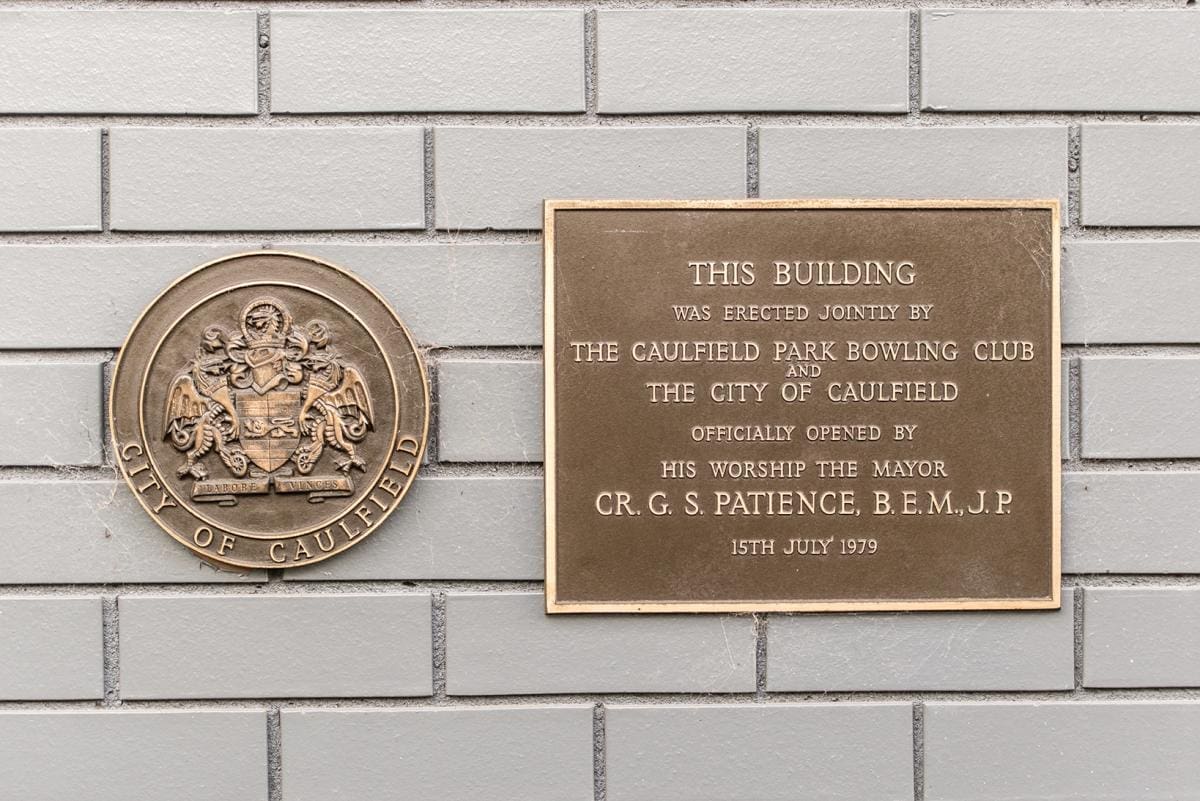 LABORE VINCES
CITY OF CAULFIELD
THIS BUILDING
WAS ERECTED JOINTLY BY
THE CAULFIELD PARK BOWLING CLUB
AND
THE CITY OF CAULFIELD
OFFICIALLY OPENED BY
HIS WORSHIP THE MAYOR
CR. G. S. PATIENCE, B.E.M., J.P.
15TH JULY 1979